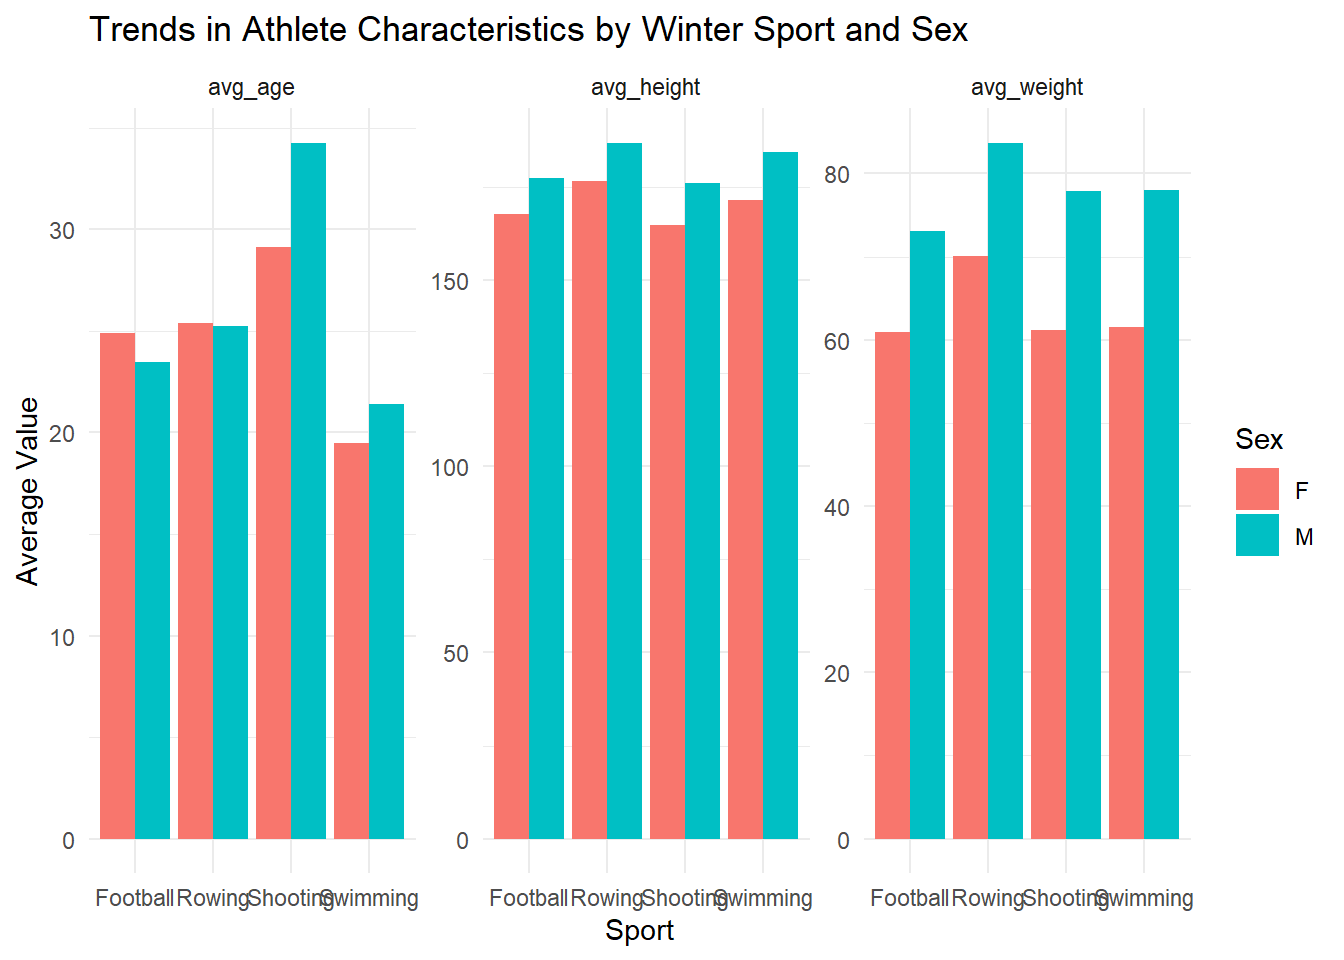 Trends in Athlete Characteristics by Winter Sport and Sex
avg_age
avg_height
avg_weight
Average Value
30
20
10
0
150
100
50
0
80
60
40
20
0
Football Rowing Shooting Swimming
Football Rowing Shooting Swimming
Football Rowing Shooting Swimming
Sport
Sex
F
M